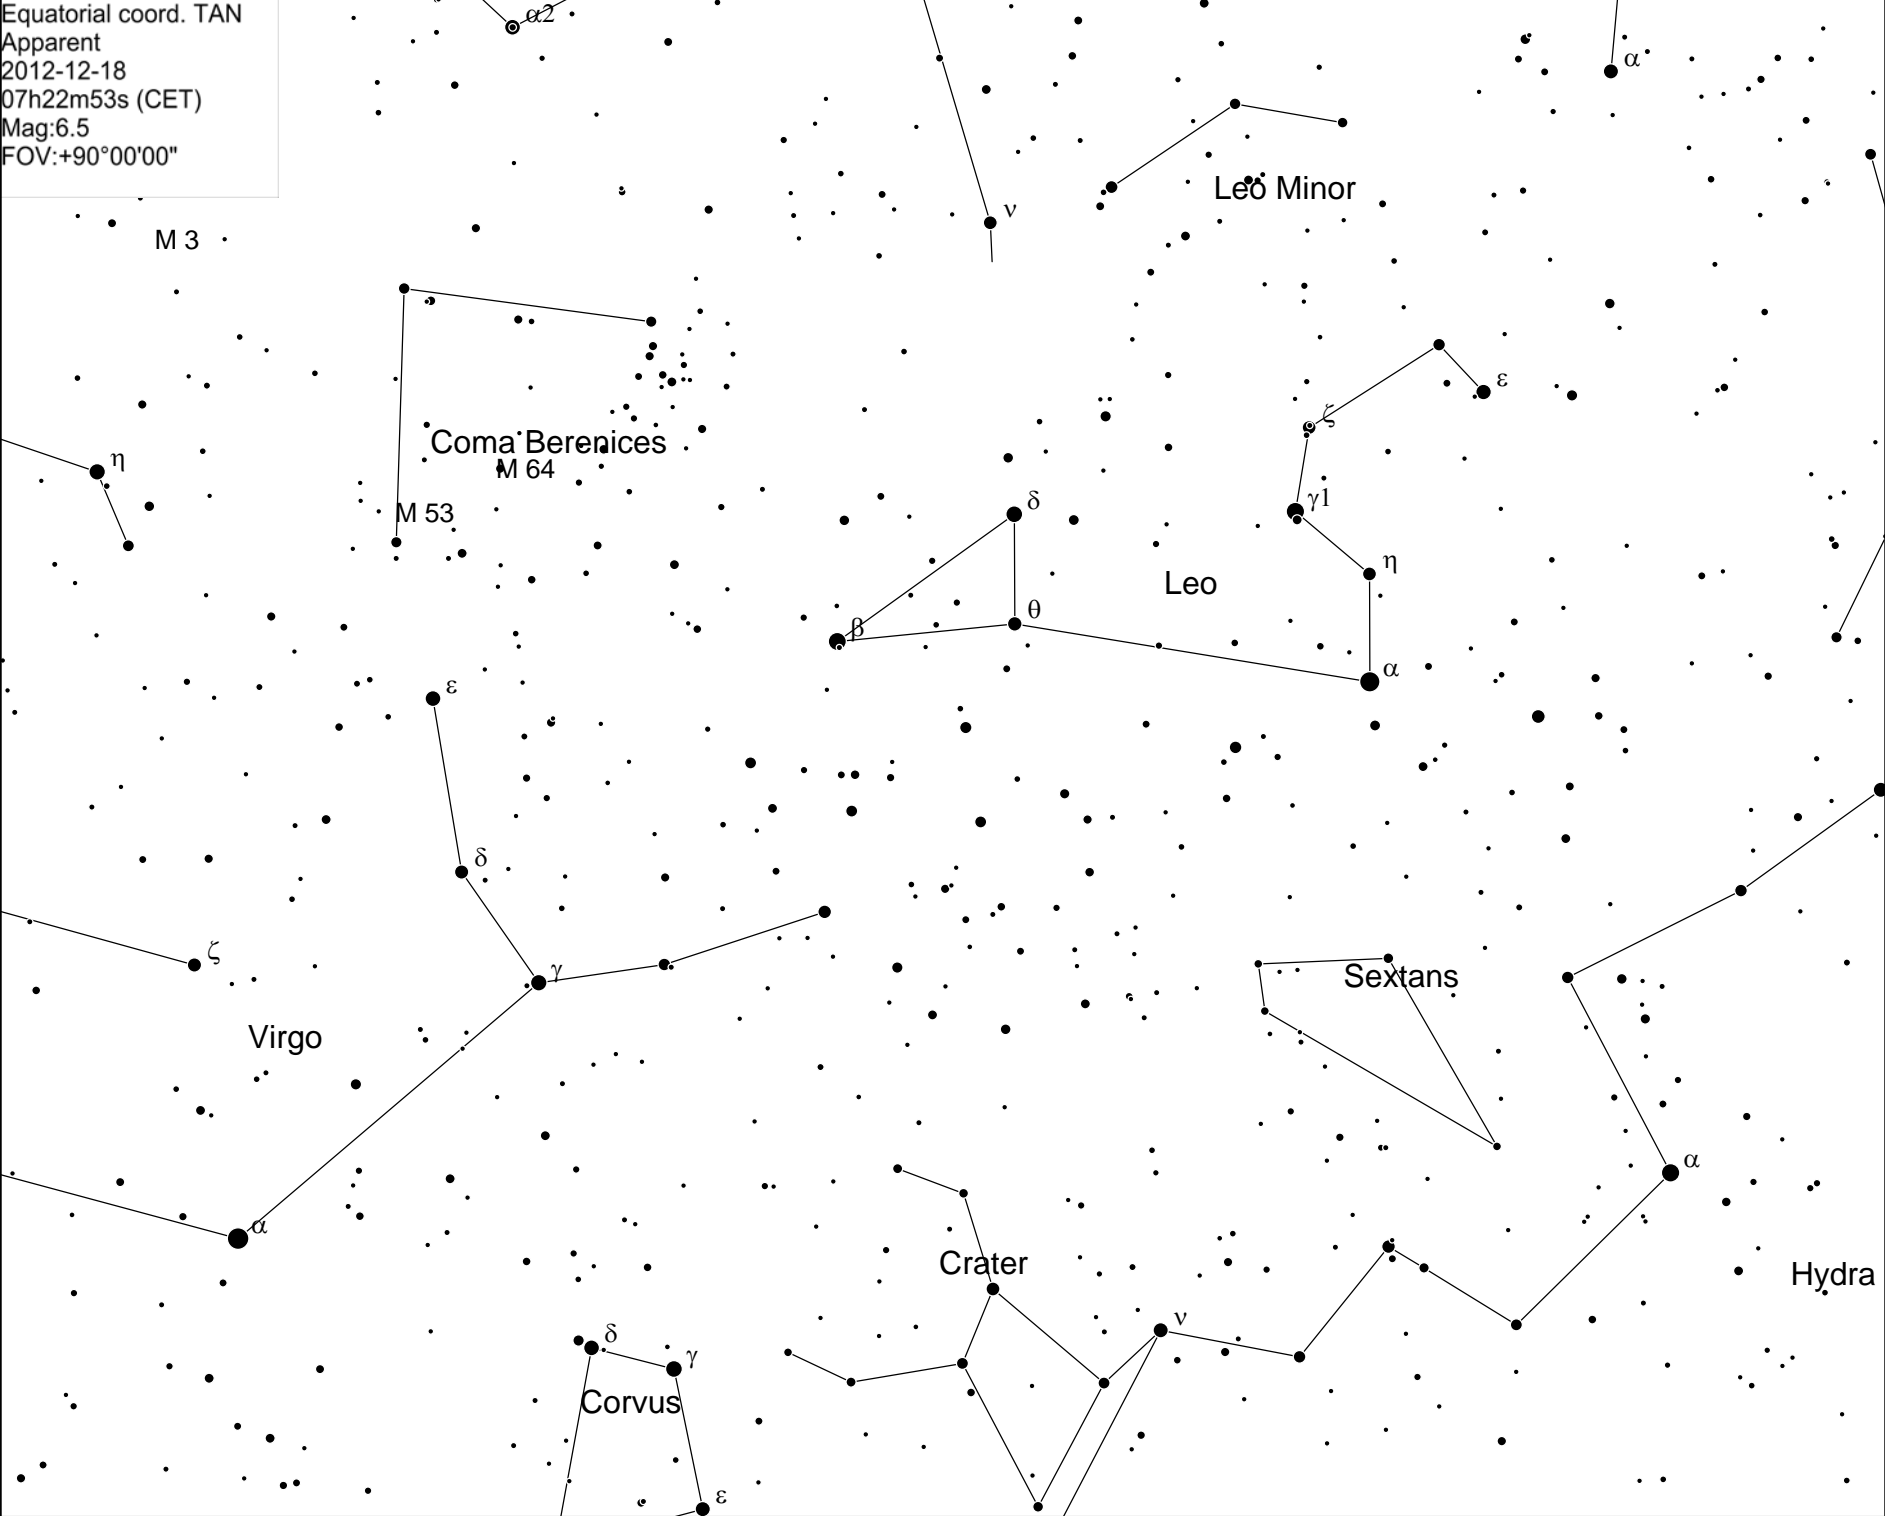 Equatorial coord. TAN
Apparent
2012-12-18
07h22m53s (CET)
Mag:6.5
FOV:+90°00'00"
α2
α
ν
Leo Minor
M 3
ε
ζ
Coma Berenices
M 64
η
δ
γ1
M 53
η
Leo
θ
β
α
ε
δ
ζ
γ
Sextans
Virgo
α
α
Crater
Hydra
ν
δ
γ
Corvus
ε